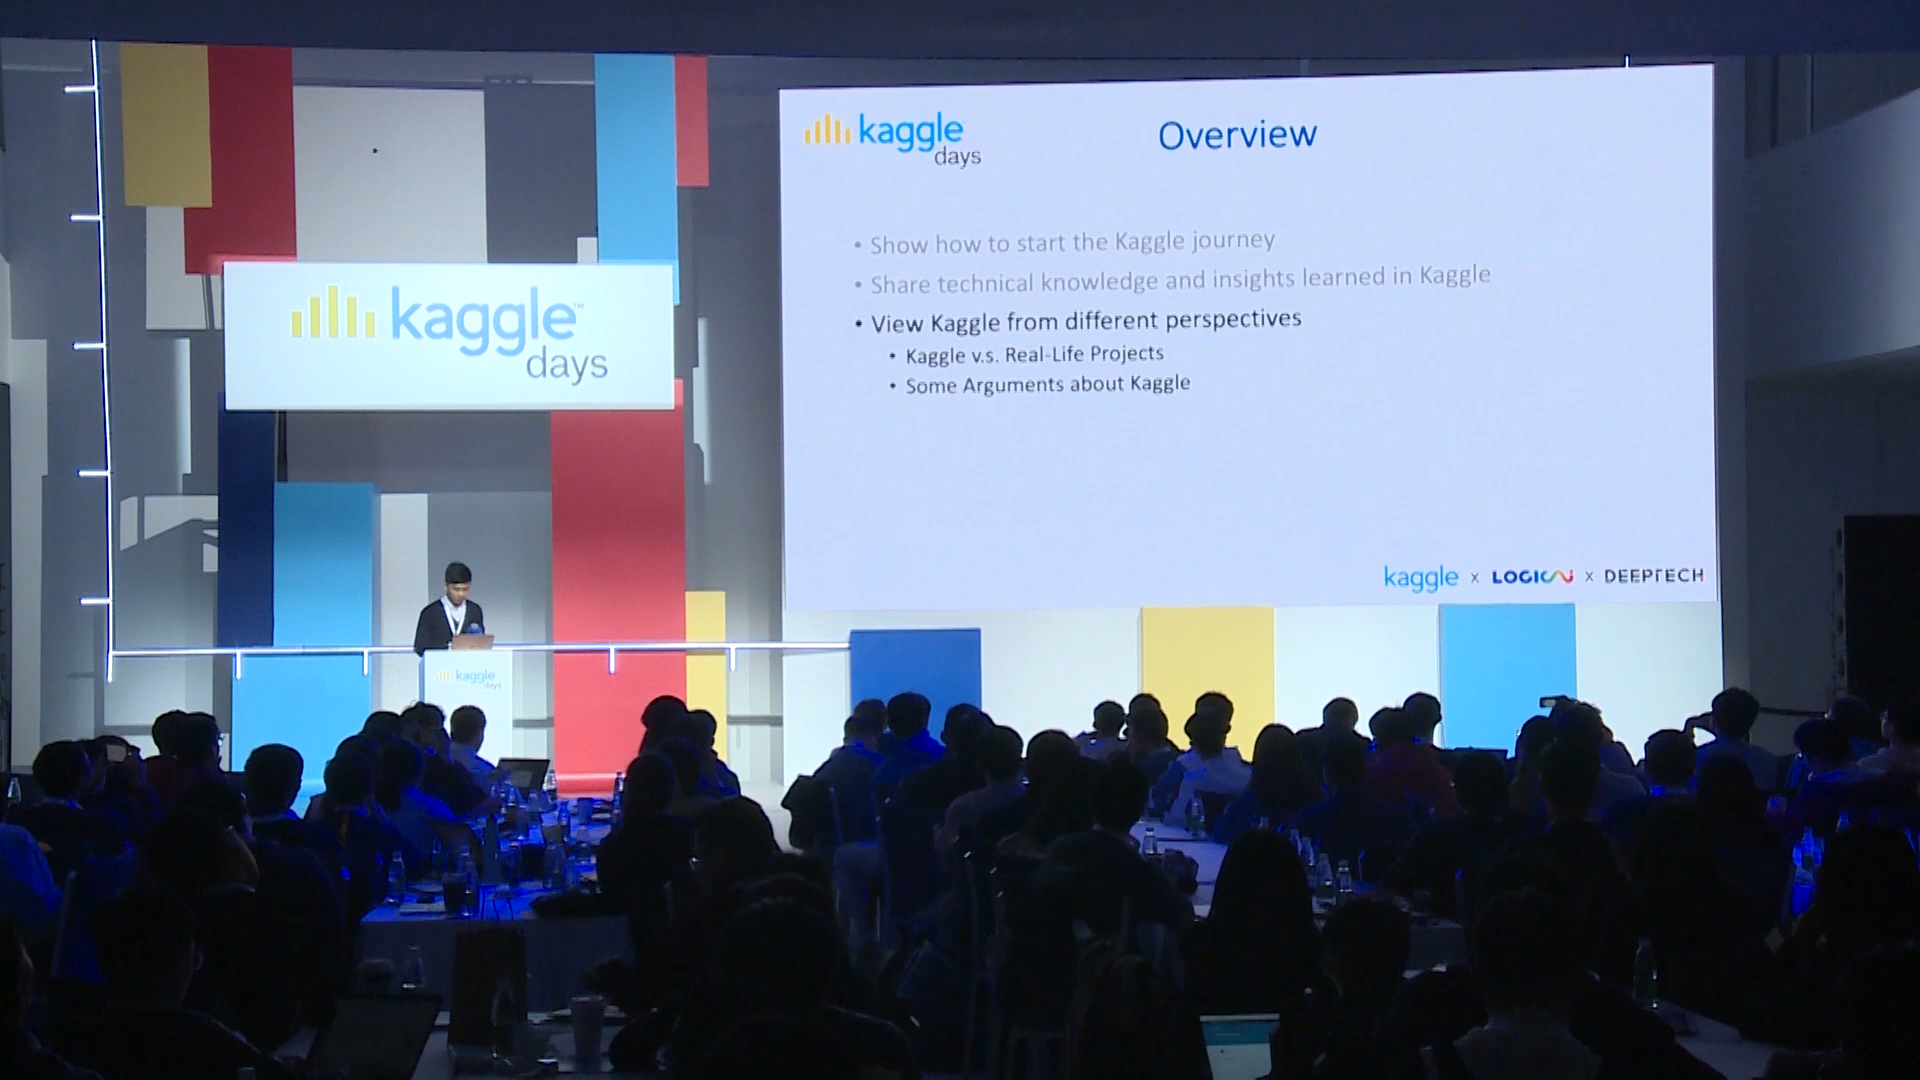 kaggle
days
Overview
• Show how to start the Kaggle journey
• Share technical knowledge and insights learned in Kaggle
• View Kaggle from different perspectives
• Kaggle v.s. Real-Life Projects
• Some Arguments about Kaggle
kaggle x LOGICAI x DEEPTECH
kaggle™
days
kaggle
days